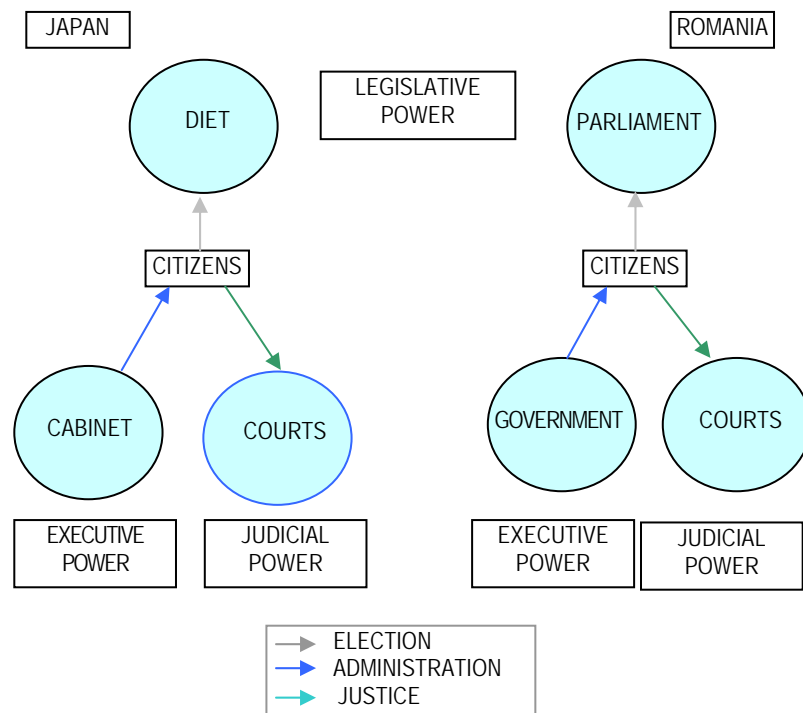 JAPAN
ROMANIA
DIET
LEGISLATIVE
POWER
PARLIAMENT
CITIZENS
CITIZENS
CABINET
COURTS
GOVERNMENT
COURTS
EXECUTIVE
POWER
JUDICIAL
POWER
EXECUTIVE
POWER
JUDICIAL
POWER
ELECTION
ADMINISTRATION
JUSTICE